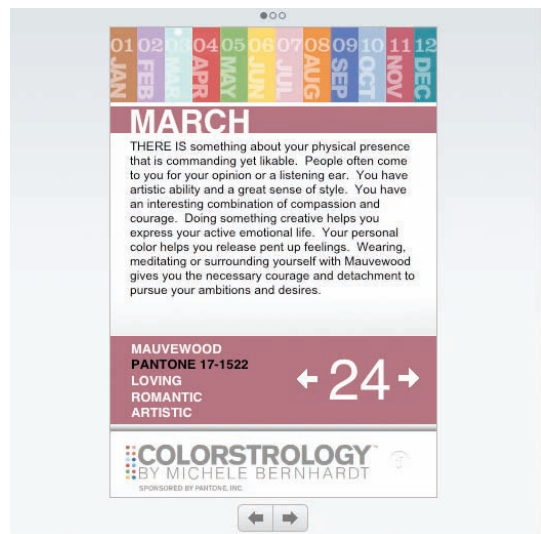 01 02 03 04 05 06 07 08 09 10 11 12
JAN FEB MAR APR MAY JUN JUL AUG SEP OCT NOV DEC
MARCH
THERE IS something about your physical presence
that is commanding yet likable. People often come
to you for your opinion or a listening ear. You have
artistic ability and a great sense of style. You have
an interesting combination of compassion and
courage. Doing something creative helps you
express your active emotional life. Your personal
color helps you release pent up feelings. Wearing,
meditating or surrounding yourself with Mauvewood
gives you the necessary courage and detachment to
pursue your ambitions and desires.
MAUVEWOOD
PANTONE 17-1522
LOVING
ROMANTIC
ARTISTIC
24
COLORSTROLOGY™
BY MICHELE BERNHARDT
SPONSORED BY PANTONE, INC.